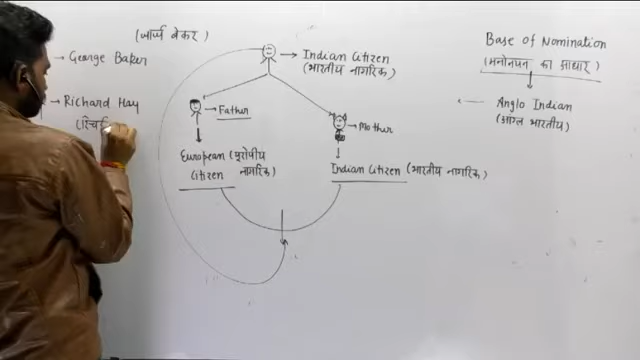 (जार्ज बेकर)
George Baker
Richard Hay
(रिचर्ड
Indian Citizen
(भारतीय नागरिक)
Father
Mother
European (यूरोपीय
Citizen नागरिक)
Indian Citizen (भारतीय नागरिक)
Base of Nomination
(मनोनयन का आधार)
Anglo Indian
(आंग्ल भारतीय)